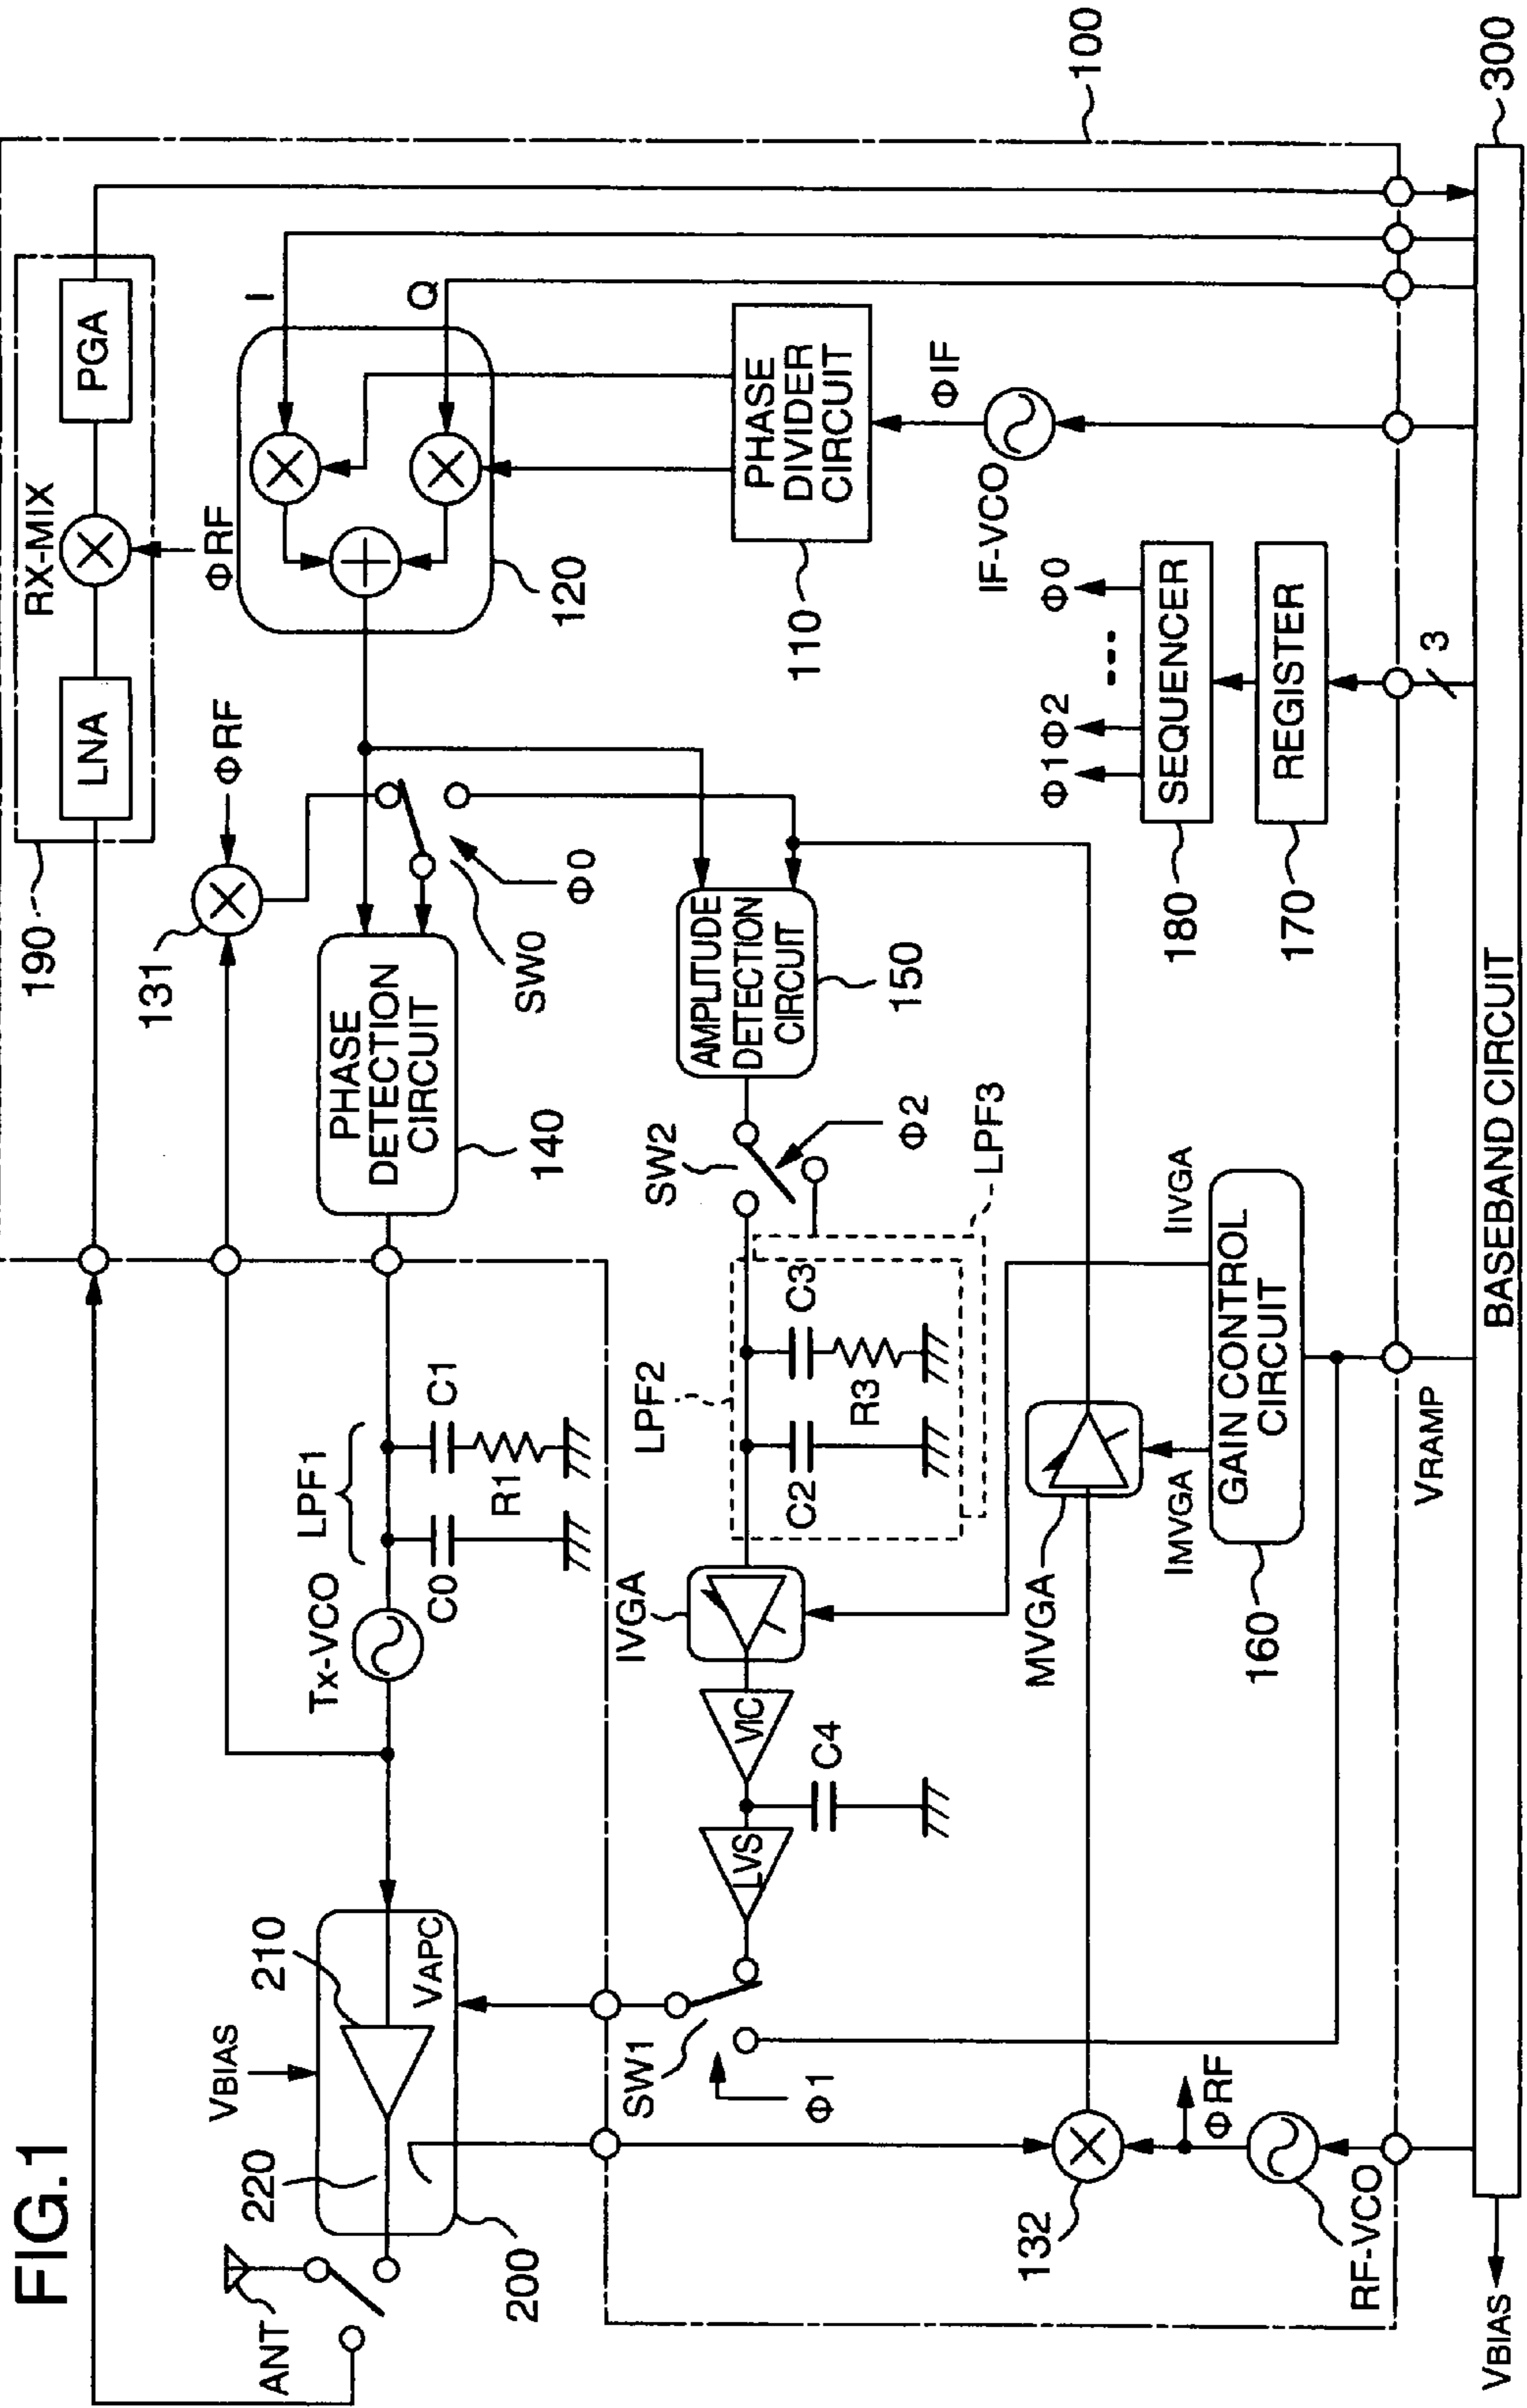 FIG.1
ANT
VBIAS
220
210
200
VAPC
Tx-VCO
LPF1
C0
C1
R1
190
LNA
RX-MIX
PGA
ΦRF
131
ΦRF
PHASE
DETECTION
CIRCUIT
140
SW0
Φ0
120
I
Q
SW1
Φ1
LVS
C4
VIC
IVGA
LPF2
C2
C3
R3
LPF3
SW2
Φ2
AMPLITUDE
DETECTION
CIRCUIT
150
110
PHASE
DIVIDER
CIRCUIT
ΦIF
IF-VCO
132
ΦRF
RF-VCO
MVGA
IMVGA
IIVGA
160
GAIN CONTROL
CIRCUIT
VRAMP
Φ1
Φ2
Φ0
180
SEQUENCER
170
REGISTER
3
100
VBIAS
BASEBAND CIRCUIT
300